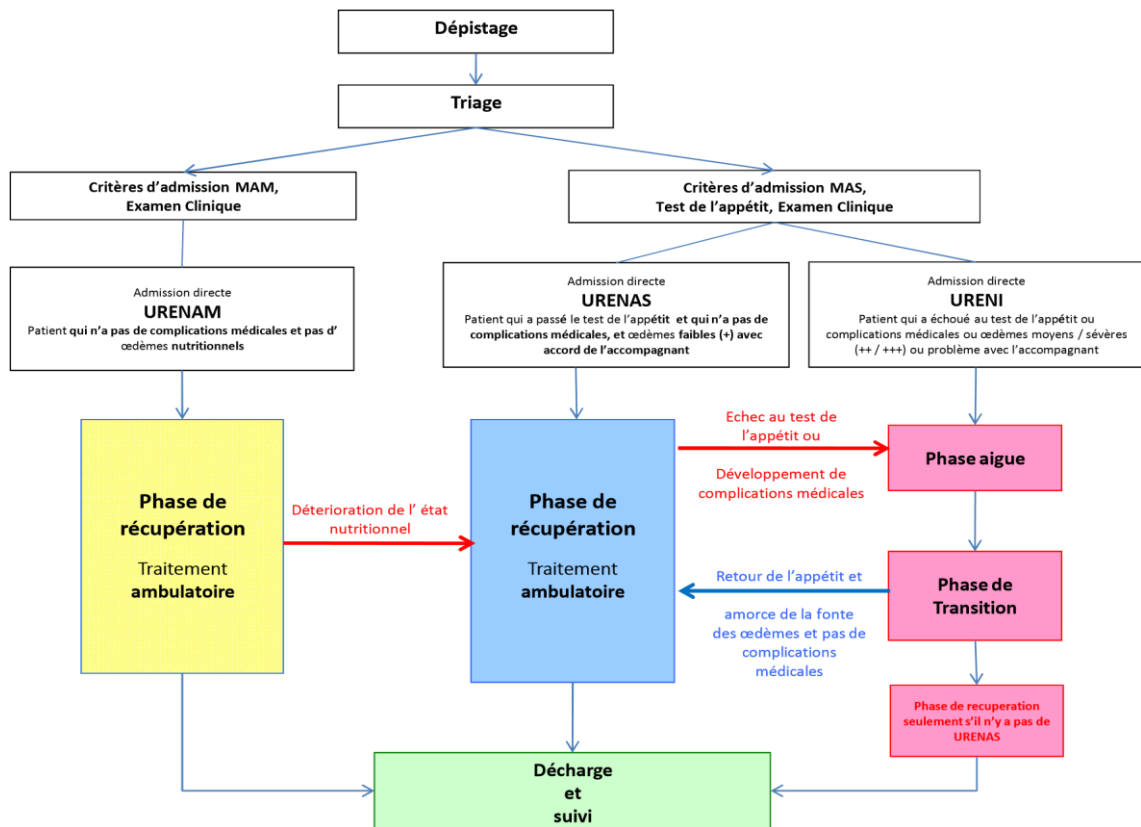 Dépistage
Triage
Critères d'admission MAM,
Examen Clinique
Critères d'admission MAS,
Test de l'appétit, Examen Clinique
Admission directe
URENAM
Patient qui n'a pas de complications médicales et pas d'
œdèmes nutritionnels
Admission directe
URENAS
Patient qui a passé le test de l'appétit et qui n'a pas de
complications médicales, et œdèmes faibles (+) avec
accord de l'accompagnant
Admission directe
URENI
Patient qui a échoué au test de l'appétit ou
complications médicales ou œdèmes moyens / sévères
(++ / +++) ou problème avec l'accompagnant
Phase de
récupération
Traitement
ambulatoire
Déterioration de l' état
nutritionnel
Phase de
récupération
Traitement
ambulatoire
Echec au test de
l'appétit ou
Développement de
complications médicales
Phase aigue
Retour de l'appétit et
amorce de la fonte
des œdèmes et pas de
complications
médicales
Phase de
Transition
Phase de recuperation
seulement s'il n'y a pas de
URENAS
Décharge
et
suivi